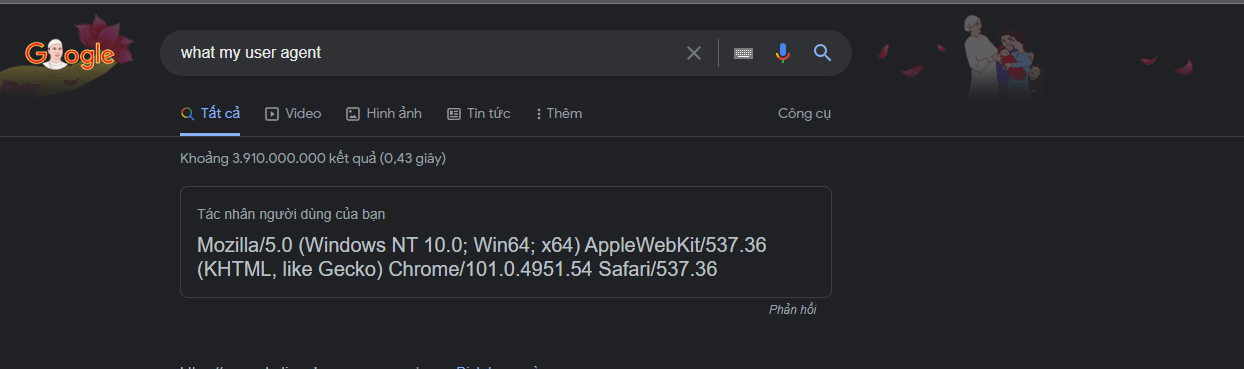 Google
what my user agent
Tất cả Video Hình ảnh Tin tức Thêm Công cụ
Khoảng 3.910.000.000 kết quả (0,43 giây)
Tác nhân người dùng của bạn
Mozilla/5.0 (Windows NT 10.0; Win64; x64) AppleWebKit/537.36
(KHTML, like Gecko) Chrome/101.0.4951.54 Safari/537.36
Phản hồi